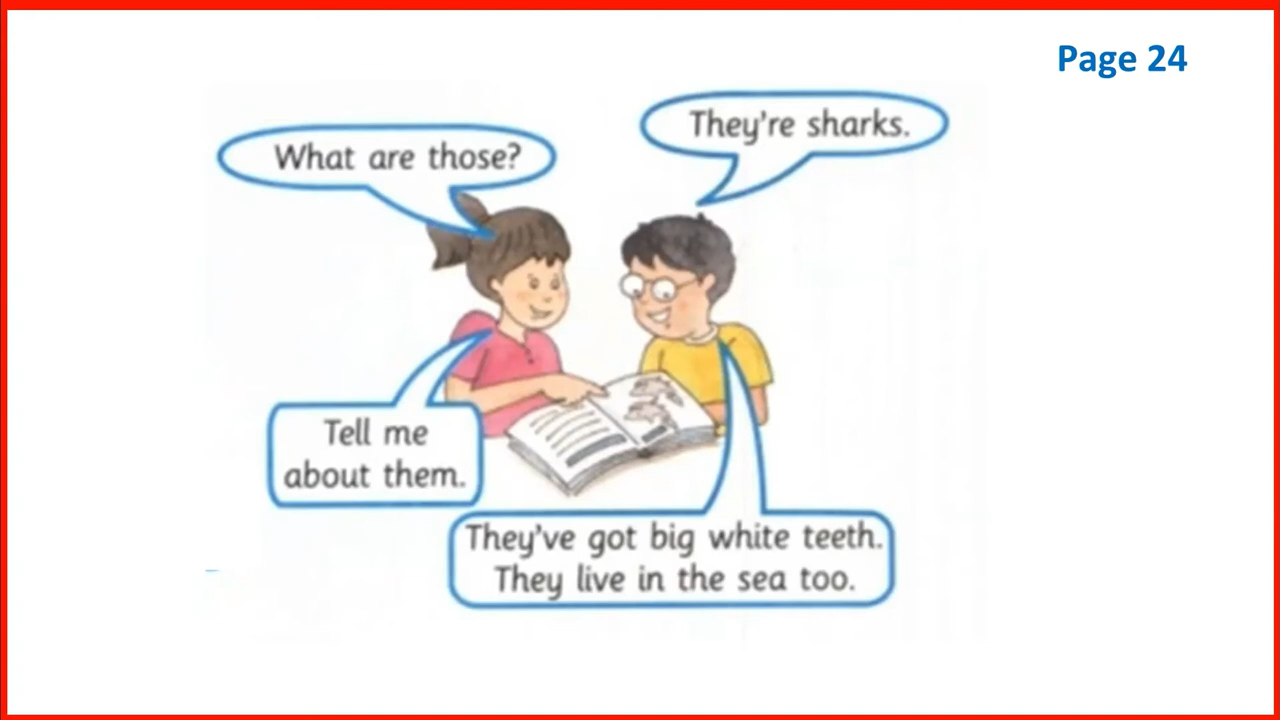 Page 24
What are those?
They're sharks.
Tell me
about them.
They've got big white teeth.
They live in the sea too.